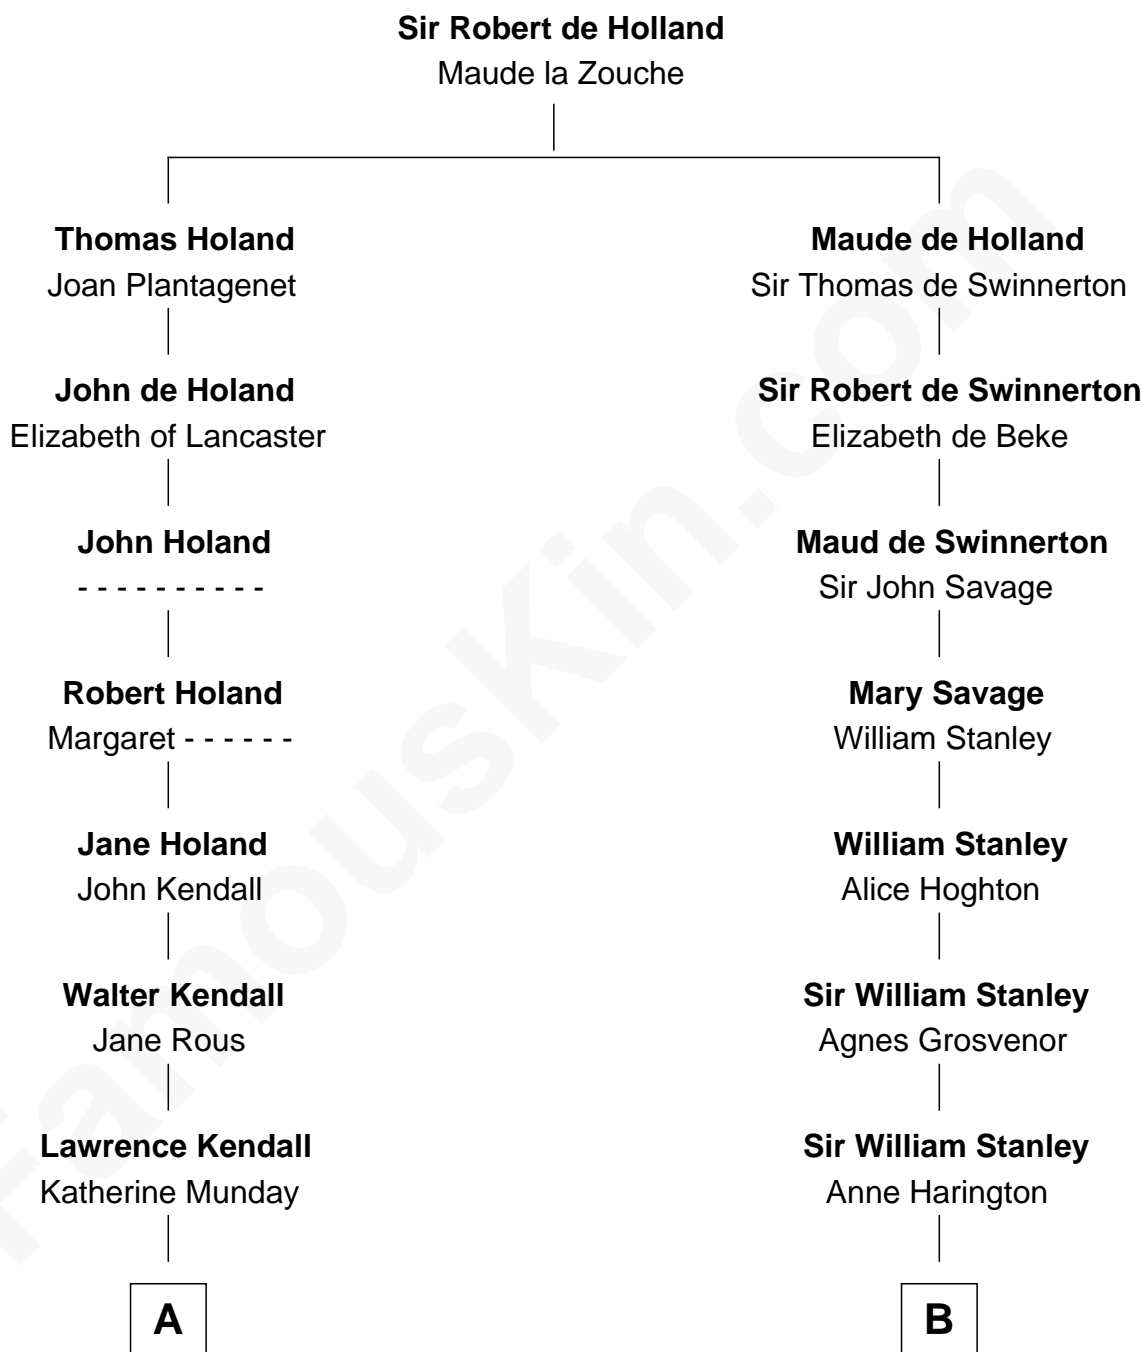 Sir Robert de Holland
Maude la Zouche
Thomas Holand
Joan Plantagenet
John de Holand
Elizabeth of Lancaster
John Holand
- - - - - - - - - -
Robert Holand
Margaret - - - - - -
Jane Holand
John Kendall
Walter Kendall
Jane Rous
Lawrence Kendall
Katherine Munday
A
Maude de Holland
Sir Thomas de Swinnerton
Sir Robert de Swinnerton
Elizabeth de Beke
Maud de Swinnerton
Sir John Savage
Mary Savage
William Stanley
William Stanley
Alice Hoghton
Sir William Stanley
Agnes Grosvenor
Sir William Stanley
Anne Harington
B
FamousKin.com